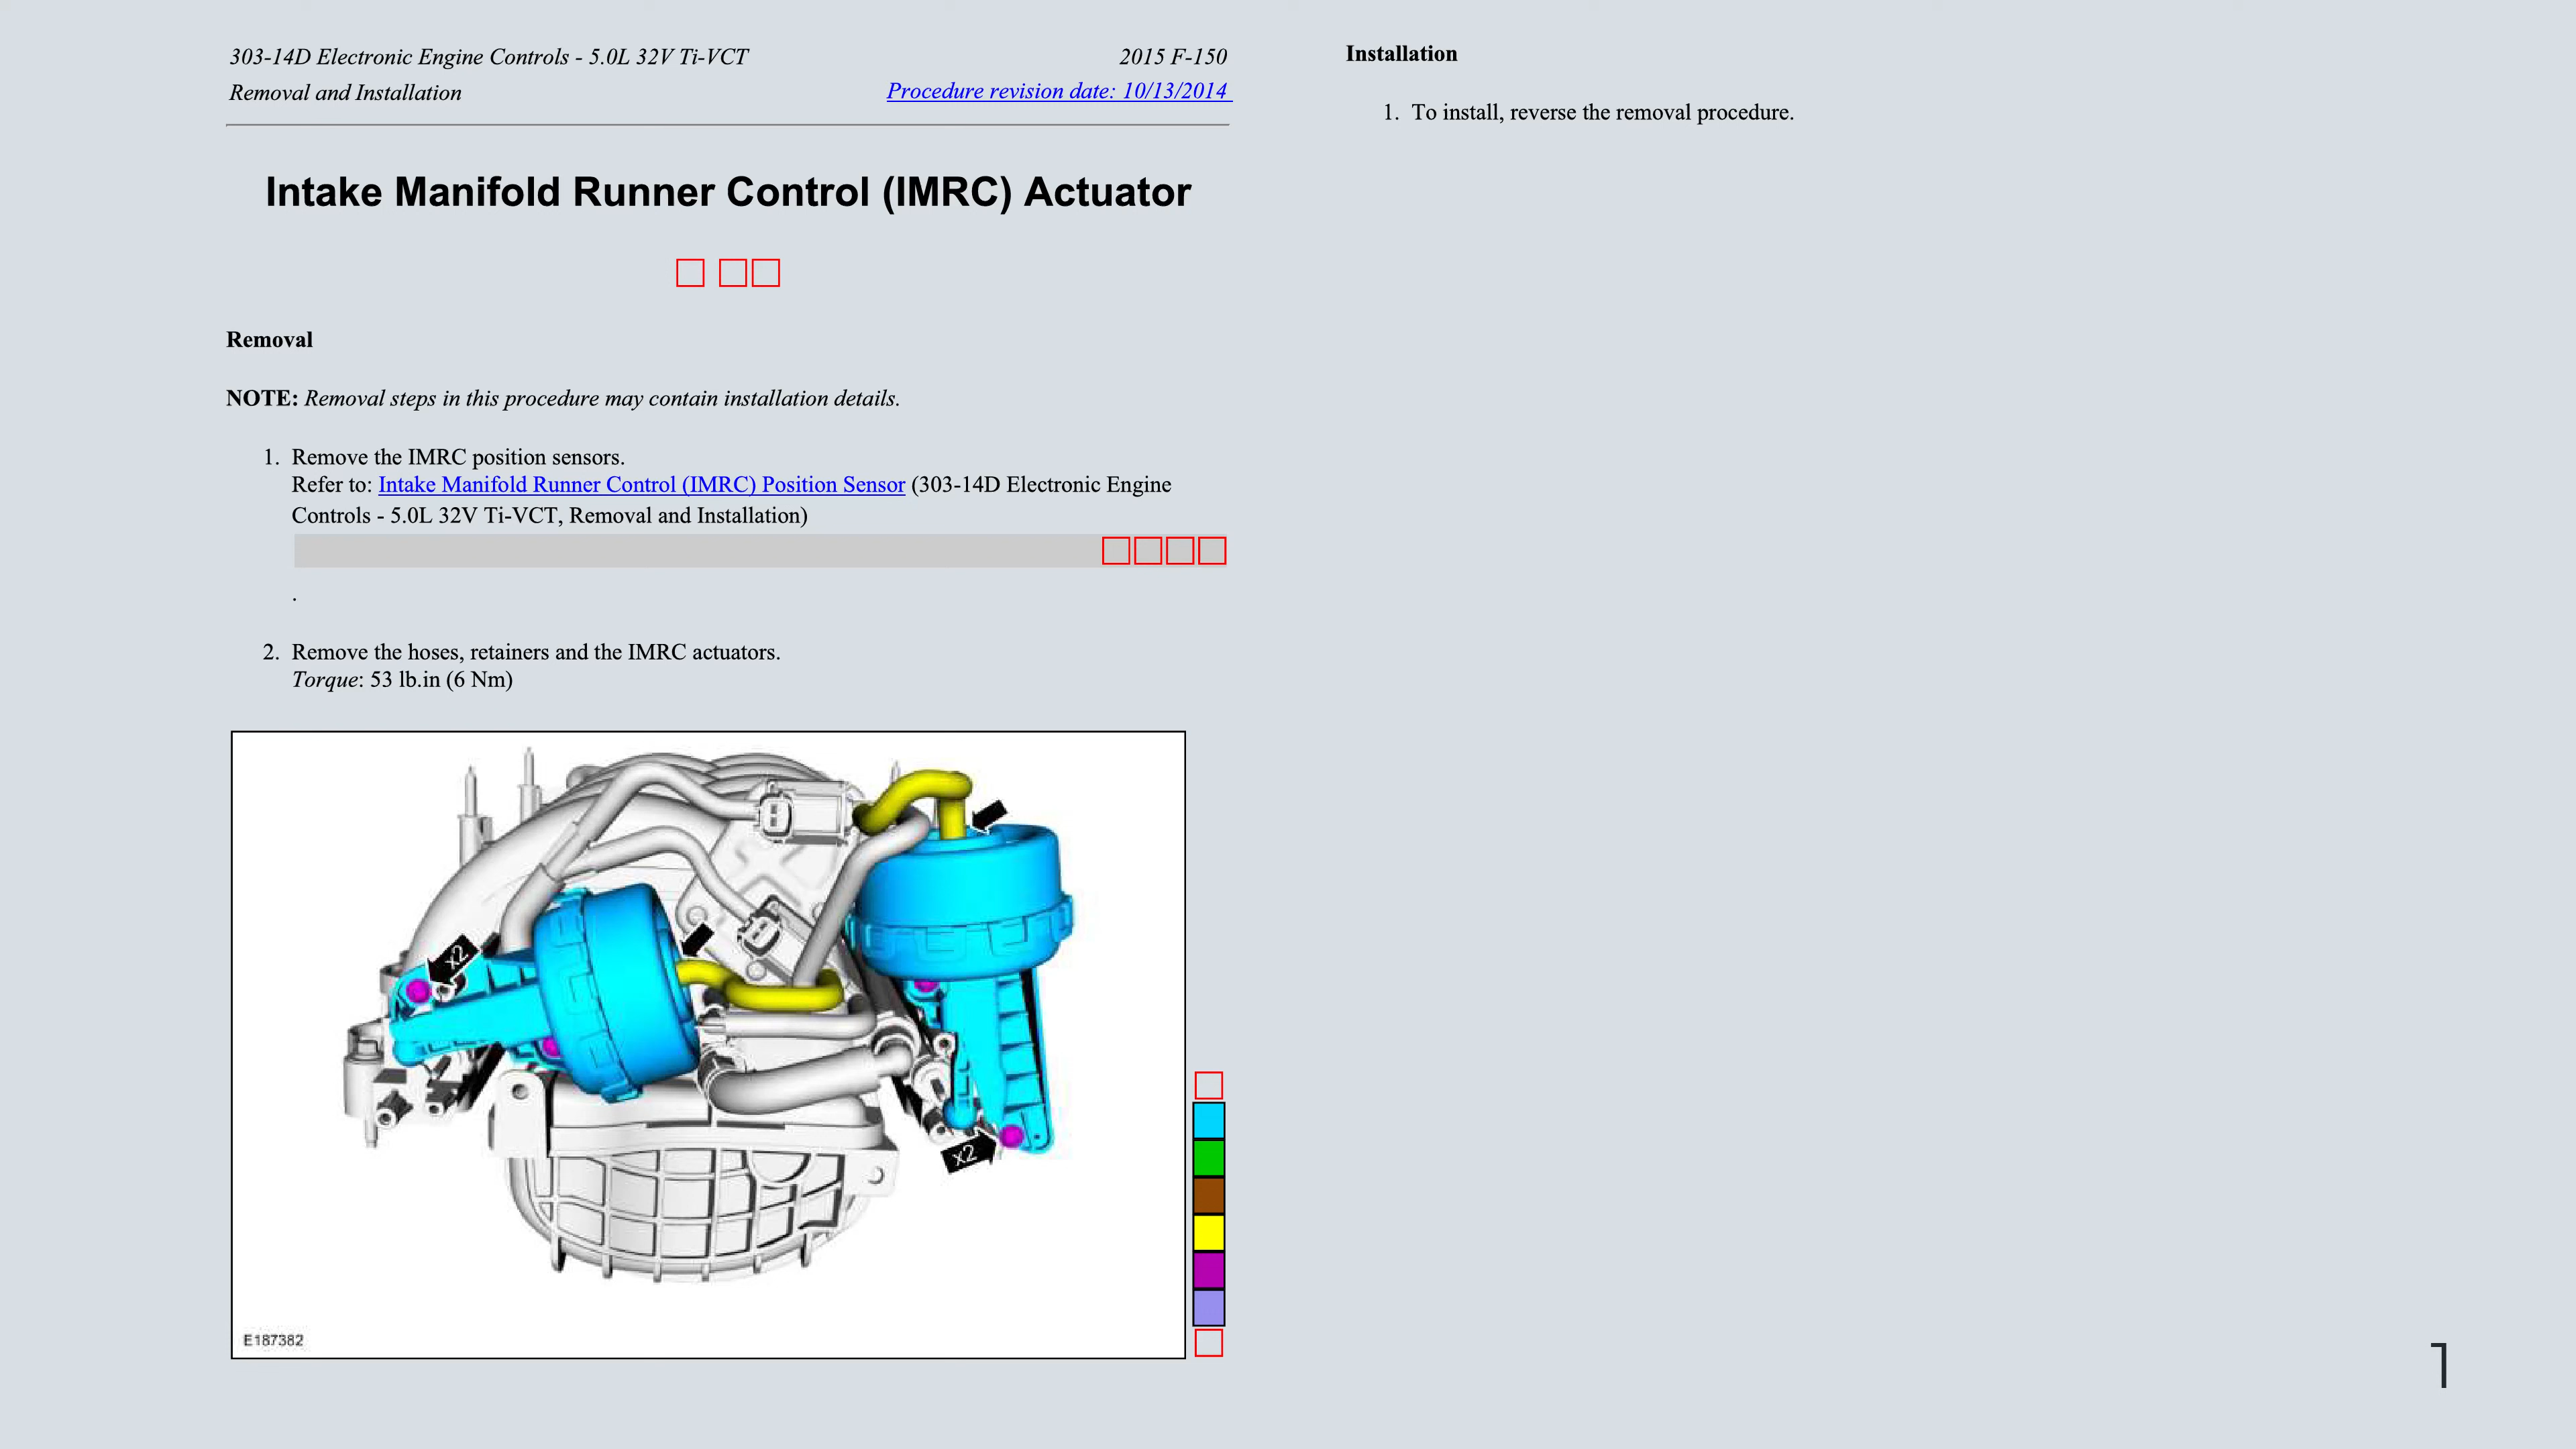 303-14D Electronic Engine Controls - 5.0L 32V Ti-VCT
2015 F-150
Removal and Installation
Procedure revision date: 10/13/2014
Intake Manifold Runner Control (IMRC) Actuator
Removal
NOTE: Removal steps in this procedure may contain installation details.
1. Remove the IMRC position sensors.
Refer to: Intake Manifold Runner Control (IMRC) Position Sensor (303-14D Electronic Engine
Controls - 5.0L 32V Ti-VCT, Removal and Installation)
.
2. Remove the hoses, retainers and the IMRC actuators.
Torque: 53 lb.in (6 Nm)
x2
x2
E187382
Installation
1. To install, reverse the removal procedure.
1